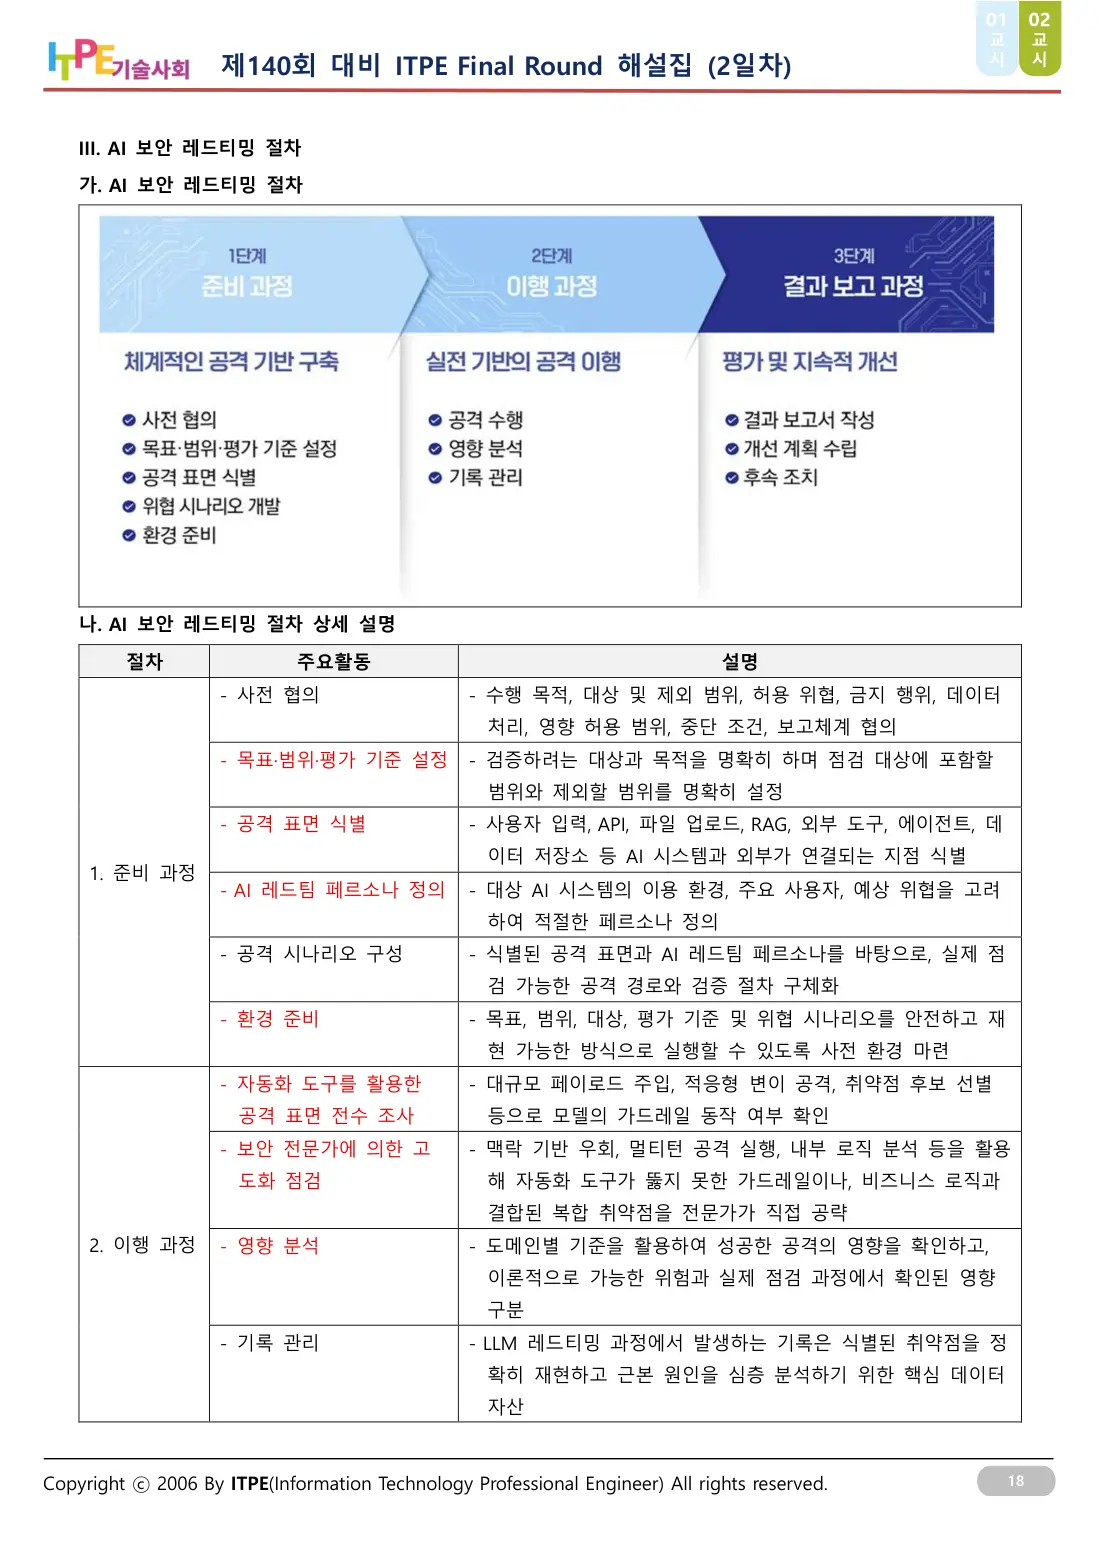 ITPE기술사회 제140회 대비 ITPE Final Round 해설집 (2일차)
01 교 시
02 교 시
III. AI 보안 레드티밍 절차
가. AI 보안 레드티밍 절차
1단계
준비 과정
2단계
이행 과정
3단계
결과 보고 과정
체계적인 공격 기반 구축
사전 협의
목표·범위·평가 기준 설정
공격 표면 식별
위협 시나리오 개발
환경 준비
실전 기반의 공격 이행
공격 수행
영향 분석
기록 관리
평가 및 지속적 개선
결과 보고서 작성
개선 계획 수립
후속 조치
나. AI 보안 레드티밍 절차 상세 설명
절차 주요활동 설명
1. 준비 과정
- 사전 협의
- 수행 목적, 대상 및 제외 범위, 허용 위협, 금지 행위, 데이터
처리, 영향 허용 범위, 중단 조건, 보고체계 협의
- 목표·범위·평가 기준 설정
- 검증하려는 대상과 목적을 명확히 하며 점검 대상에 포함할
범위와 제외할 범위를 명확히 설정
- 공격 표면 식별
- 사용자 입력, API, 파일 업로드, RAG, 외부 도구, 에이전트, 데
이터 저장소 등 AI 시스템과 외부가 연결되는 지점 식별
- AI 레드팀 페르소나 정의
- 대상 AI 시스템의 이용 환경, 주요 사용자, 예상 위협을 고려
하여 적절한 페르소나 정의
- 공격 시나리오 구성
- 식별된 공격 표면과 AI 레드팀 페르소나를 바탕으로, 실제 점
검 가능한 공격 경로와 검증 절차 구체화
- 환경 준비
- 목표, 범위, 대상, 평가 기준 및 위협 시나리오를 안전하고 재
현 가능한 방식으로 실행할 수 있도록 사전 환경 마련
2. 이행 과정
- 자동화 도구를 활용한
공격 표면 전수 조사
- 대규모 페이로드 주입, 적응형 변이 공격, 취약점 후보 선별
등으로 모델의 가드레일 동작 여부 확인
- 보안 전문가에 의한 고
도화 점검
- 맥락 기반 우회, 멀티턴 공격 실행, 내부 로직 분석 등을 활용
해 자동화 도구가 뚫지 못한 가드레일이나, 비즈니스 로직과
결합된 복합 취약점을 전문가가 직접 공략
- 영향 분석
- 도메인별 기준을 활용하여 성공한 공격의 영향을 확인하고,
이론적으로 가능한 위험과 실제 점검 과정에서 확인된 영향
구분
- 기록 관리
- LLM 레드티밍 과정에서 발생하는 기록은 식별된 취약점을 정
확히 재현하고 근본 원인을 심층 분석하기 위한 핵심 데이터
자산
Copyright ⓒ 2006 By ITPE(Information Technology Professional Engineer) All rights reserved.
18